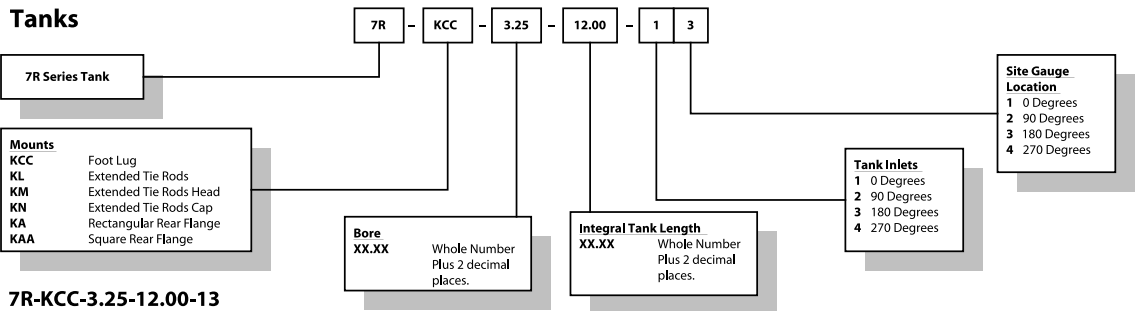 Tanks
7R - KCC - 3.25 - 12.00 - 1 3
7R Series Tank
Mounts
KCC Foot Lug
KL Extended Tie Rods
KM Extended Tie Rods Head
KN Extended Tie Rods Cap
KA Rectangular Rear Flange
KAA Square Rear Flange
Bore
XX.XX Whole Number
Plus 2 decimal
places.
Integral Tank Length
XX.XX Whole Number
Plus 2 decimal
places.
Tank Inlets
1 0 Degrees
2 90 Degrees
3 180 Degrees
4 270 Degrees
Site Gauge
Location
1 0 Degrees
2 90 Degrees
3 180 Degrees
4 270 Degrees
7R-KCC-3.25-12.00-13